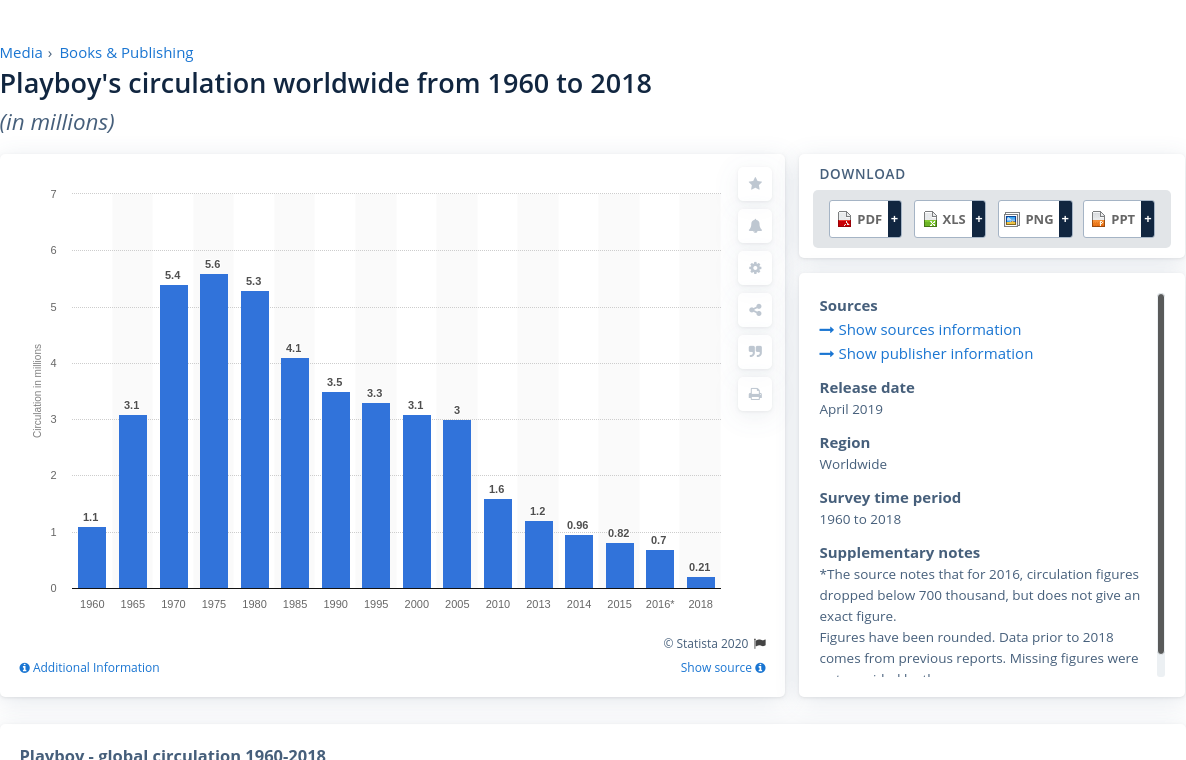 Media › Books & Publishing
Playboy's circulation worldwide from 1960 to 2018
(in millions)
7
6
5
4
3
2
1
0
Circulation in millions
1.1
3.1
5.4
5.6
5.3
4.1
3.5
3.3
3.1
3
1.6
1.2
0.96
0.82
0.7
0.21
1960 1965 1970 1975 1980 1985 1990 1995 2000 2005 2010 2013 2014 2015 2016* 2018
© Statista 2020
Additional Information
Show source
DOWNLOAD
PDF + XLS + PNG + PPT +
Sources
Show sources information
Show publisher information
Release date
April 2019
Region
Worldwide
Survey time period
1960 to 2018
Supplementary notes
*The source notes that for 2016, circulation figures
dropped below 700 thousand, but does not give an
exact figure.
Figures have been rounded. Data prior to 2018
comes from previous reports. Missing figures were
Playboy - global circulation 1960-2018